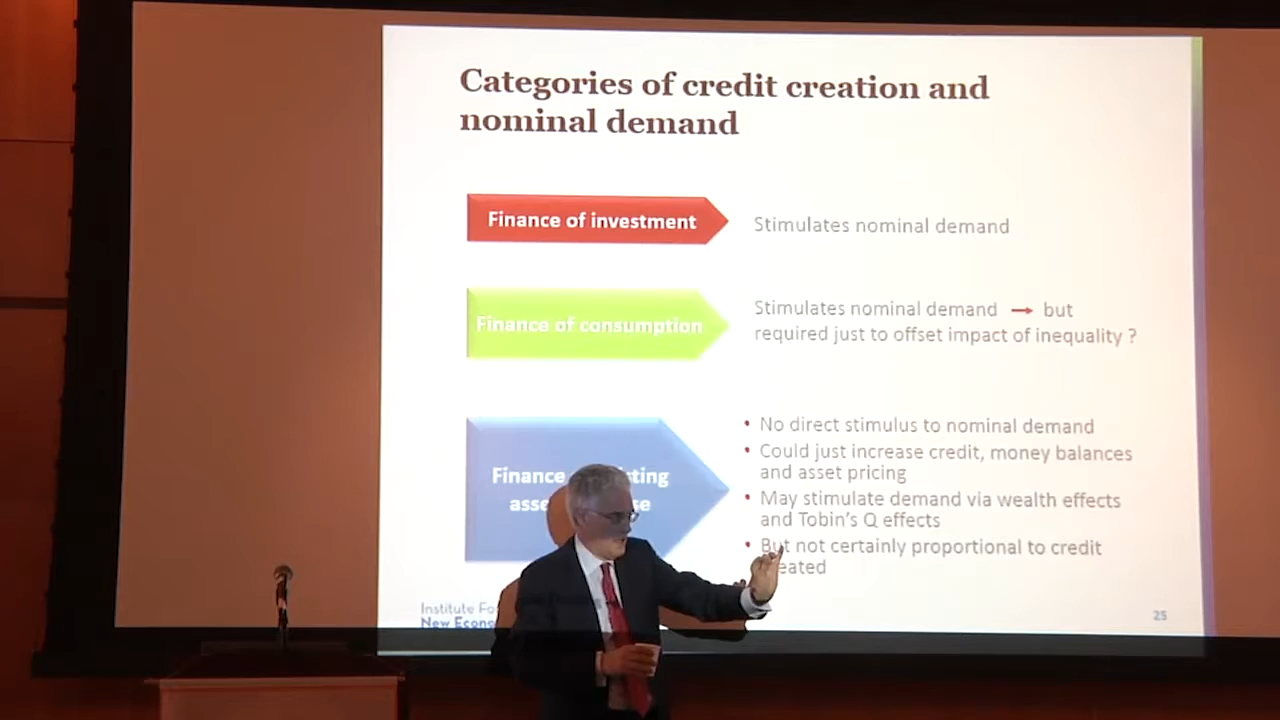 Categories of credit creation and
nominal demand
Finance of investment
Stimulates nominal demand
Finance of consumption
Stimulates nominal demand → but
required just to offset impact of inequality ?
Finance
• No direct stimulus to nominal demand
• Could just increase credit, money balances
and asset pricing
• May stimulate demand via wealth effects
and Tobin's Q effects
• But not certainly proportional to credit
Institute
New
25